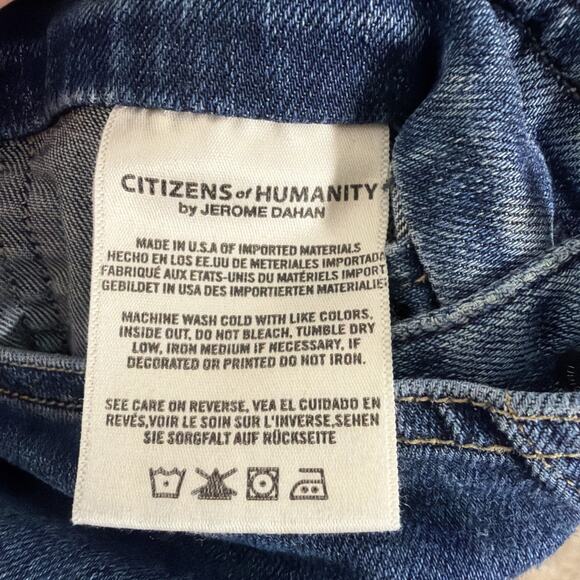 CITIZENS of HUMANITY
by JEROME DAHAN
MADE IN U.S.A OF IMPORTED MATERIALS
HECHO EN LOS EE.UU DE METERIALES IMPORTADO
FABRIQUÉ AUX ETATS-UNIS DU MATÉRIELS IMPORT
GEBILDET IN USA DES IMPORTIERTEN MATERIALIE
MACHINE WASH COLD WITH LIKE COLORS,
INSIDE OUT, DO NOT BLEACH, TUMBLE DRY
LOW, IRON MEDIUM IF NECESSARY, IF
DECORATED OR PRINTED DO NOT IRON.
SEE CARE ON REVERSE, VEA EL CUIDADO EN
REVÉS, VOIR LE SOIN SUR L'INVERSE, SEHEN
SIE SORGFALT AUF RÜCKSEITE